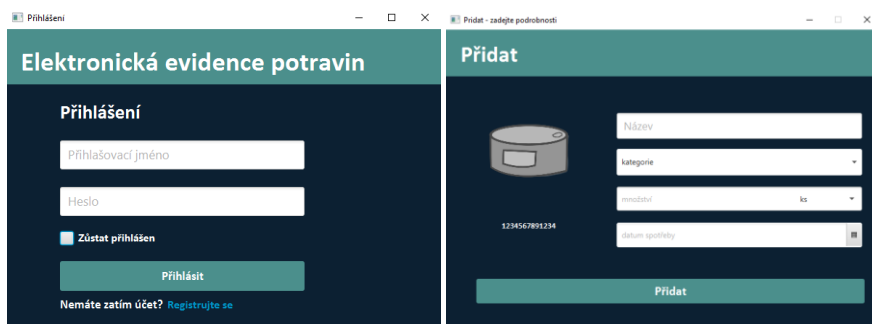 Přihlášení
Elektronická evidence potravin
Přihlášení
Přihlašovací jméno
Heslo
Zůstat přihlášen
Přihlásit
Nemáte zatím účet? Registrujte se
Pridat - zadejte podrobnosti
Přidat
Název
kategorie
množství ks
1234567891234
datum spotřeby
Přidat